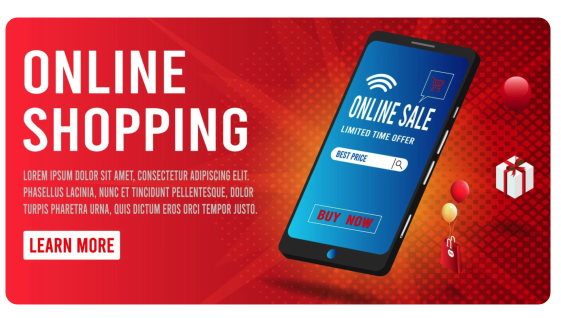 ONLINE
SHOPPING
LOREM IPSUM DOLOR SIT AMET, CONSECTETUR ADIPISCING ELIT.
PHASELLUS LACINIA, NUNC ET TINCIDUNT PELLENTESQUE, DOLOR
TURPIS PHARETRA URNA, QUIS DICTUM EROS ORCI TEMPOR JUSTO.
LEARN MORE
ONLINE SALE
LIMITED TIME OFFER
BEST PRICE
BUY NOW